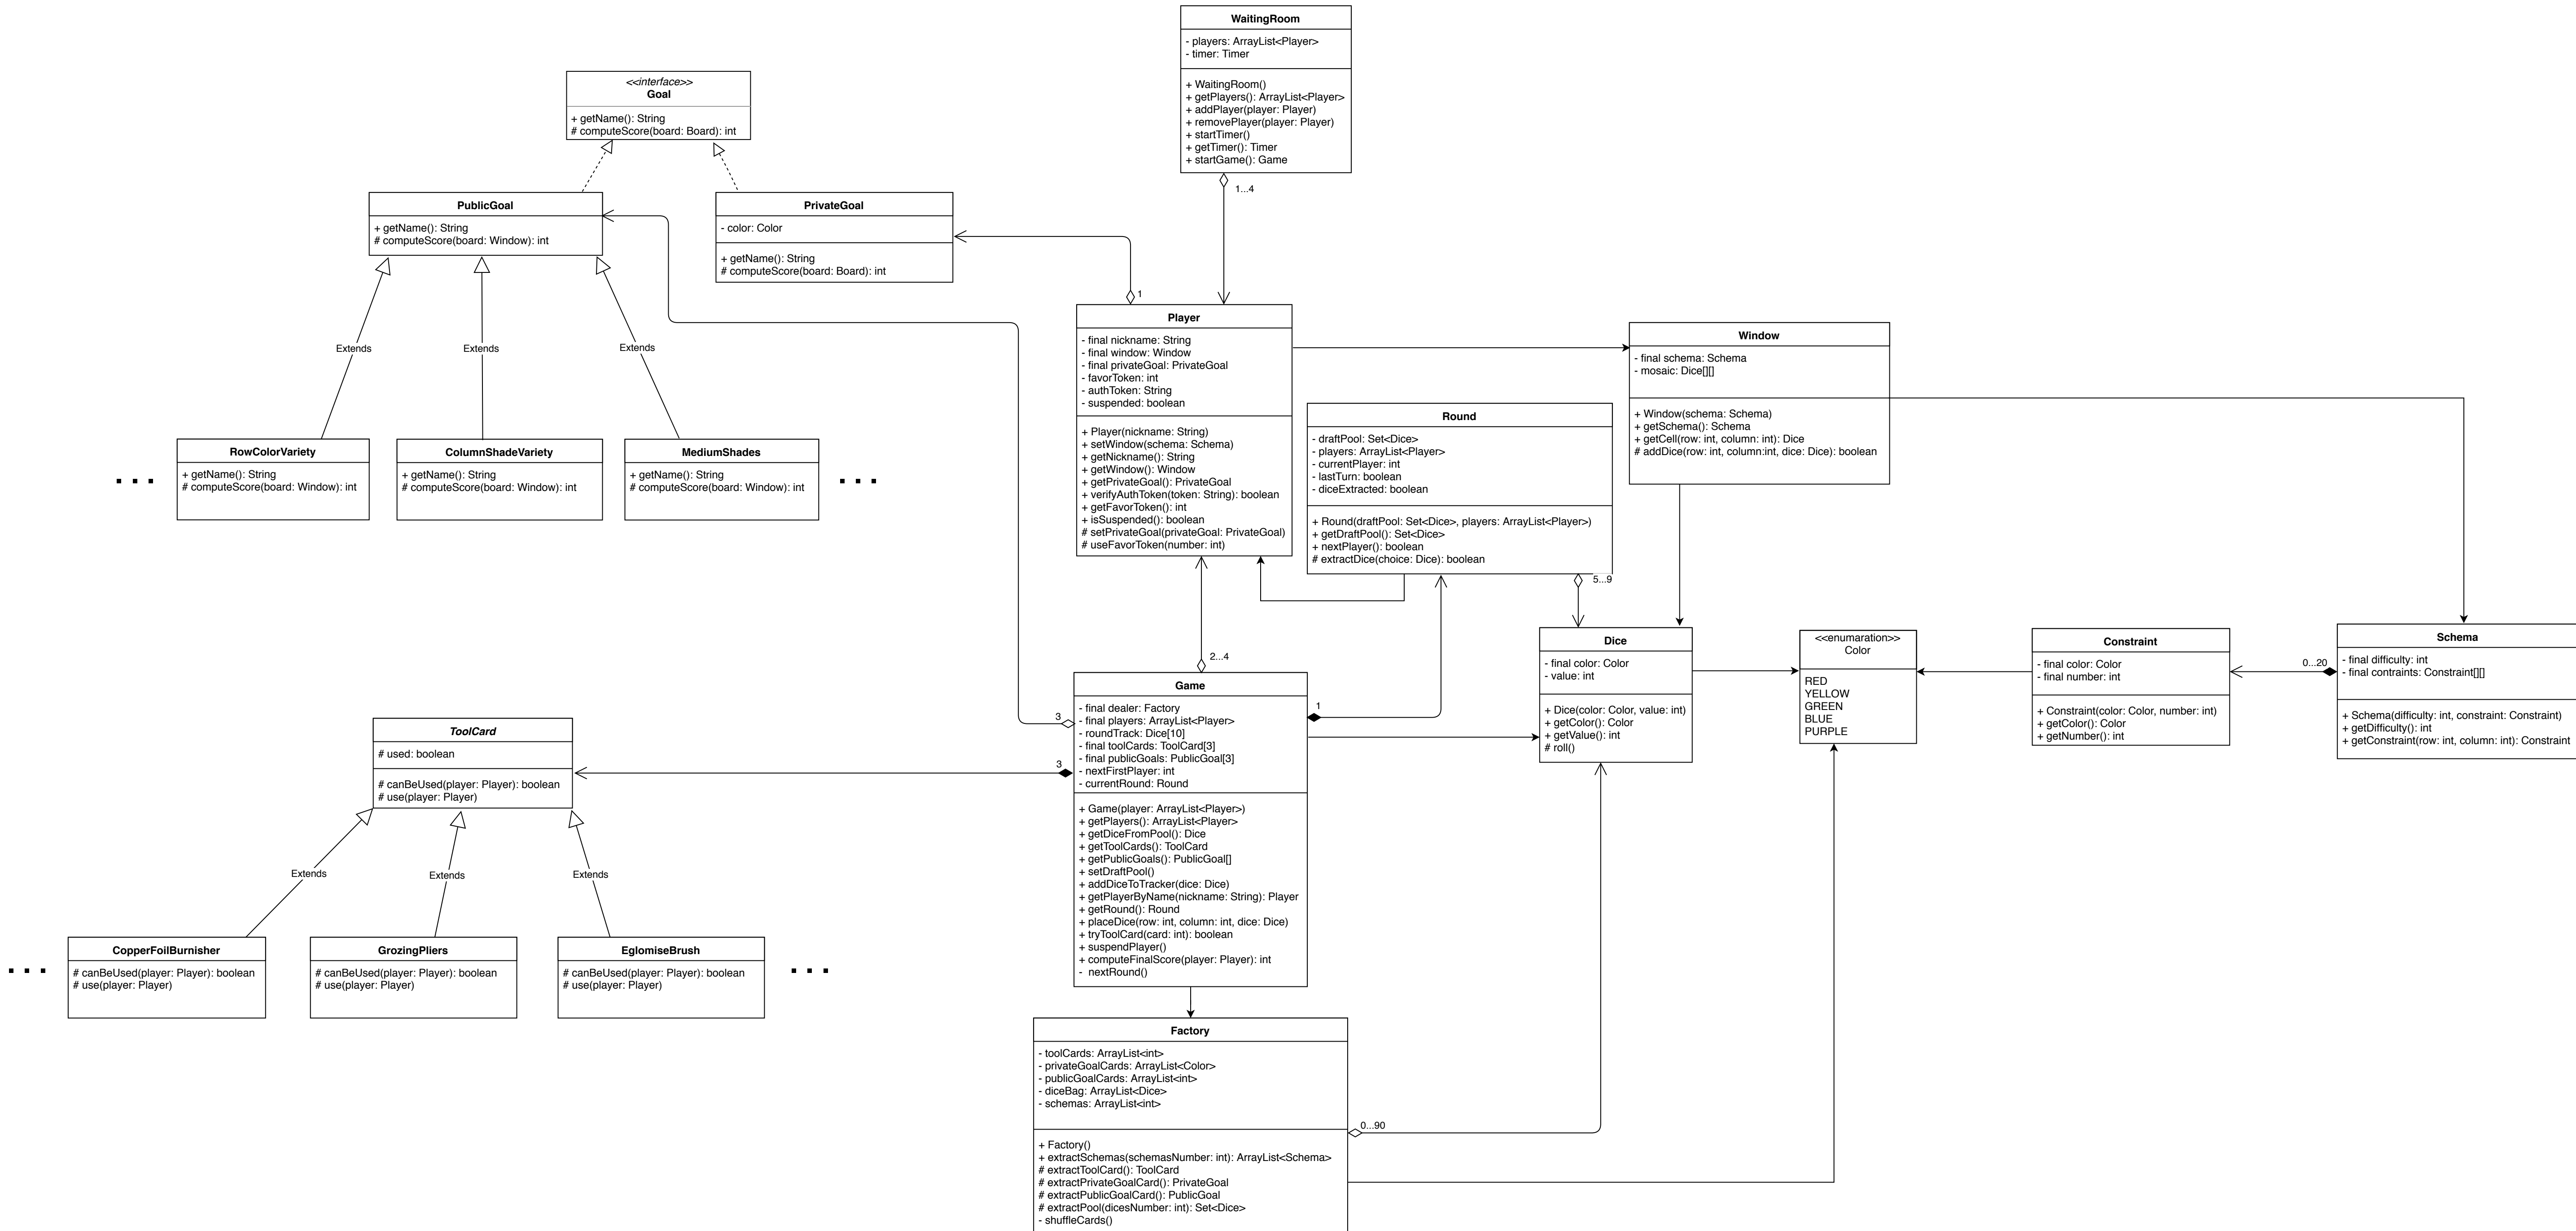 WaitingRoom
- players: ArrayList<Player>
- timer: Timer
+ WaitingRoom()
+ getPlayers(): ArrayList<Player>
+ addPlayer(player: Player)
+ removePlayer(player: Player)
+ startTimer()
+ getTimer(): Timer
+ startGame(): Game
1...4
<<interface>>
Goal
+ getName(): String
# computeScore(board: Board): int
PublicGoal
+ getName(): String
# computeScore(board: Window): int
PrivateGoal
- color: Color
+ getName(): String
# computeScore(board: Board): int
1
Extends
Extends
Extends
...
RowColorVariety
+ getName(): String
# computeScore(board: Window): int
ColumnShadeVariety
+ getName(): String
# computeScore(board: Window): int
MediumShades
+ getName(): String
# computeScore(board: Window): int
...
Player
- final nickname: String
- final window: Window
- final privateGoal: PrivateGoal
- favorToken: int
- authToken: String
- suspended: boolean
+ Player(nickname: String)
+ setWindow(schema: Schema)
+ getNickname(): String
+ getWindow(): Window
+ getPrivateGoal(): PrivateGoal
+ verifyAuthToken(token: String): boolean
+ getFavorToken(): int
+ isSuspended(): boolean
# setPrivateGoal(privateGoal: PrivateGoal)
# useFavorToken(number: int)
Round
- draftPool: Set<Dice>
- players: ArrayList<Player>
- currentPlayer: int
- lastTurn: boolean
- diceExtracted: boolean
+ Round(draftPool: Set<Dice>, players: ArrayList<Player>)
+ getDraftPool(): Set<Dice>
+ nextPlayer(): boolean
# extractDice(choice: Dice): boolean
5...9
Window
- final schema: Schema
- mosaic: Dice[][]
+ Window(schema: Schema)
+ getSchema(): Schema
+ getCell(row: int, column: int): Dice
# addDice(row: int, column:int, dice: Dice): boolean
Dice
- final color: Color
- value: int
+ Dice(color: Color, value: int)
+ getColor(): Color
+ getValue(): int
# roll()
<<enumaration>>
Color
RED
YELLOW
GREEN
BLUE
PURPLE
Constraint
- final color: Color
- final number: int
+ Constraint(color: Color, number: int)
+ getColor(): Color
+ getNumber(): int
0...20
Schema
- final difficulty: int
- final contraints: Constraint[][]
+ Schema(difficulty: int, constraint: Constraint)
+ getDifficulty(): int
+ getConstraint(row: int, column: int): Constraint
2...4
3
3
1
Game
- final dealer: Factory
- final players: ArrayList<Player>
- roundTrack: Dice[10]
- final toolCards: ToolCard[3]
- final publicGoals: PublicGoal[3]
- nextFirstPlayer: int
- currentRound: Round
+ Game(player: ArrayList<Player>)
+ getPlayers(): ArrayList<Player>
+ getDiceFromPool(): Dice
+ getToolCards(): ToolCard
+ getPublicGoals(): PublicGoal[]
+ setDraftPool()
+ addDiceToTracker(dice: Dice)
+ getPlayerByName(nickname: String): Player
+ getRound(): Round
+ placeDice(row: int, column: int, dice: Dice)
+ tryToolCard(card: int): boolean
+ suspendPlayer()
+ computeFinalScore(player: Player): int
- nextRound()
ToolCard
# used: boolean
# canBeUsed(player: Player): boolean
# use(player: Player)
Extends
Extends
Extends
...
CopperFoilBurnisher
# canBeUsed(player: Player): boolean
# use(player: Player)
GrozingPliers
# canBeUsed(player: Player): boolean
# use(player: Player)
EglomiseBrush
# canBeUsed(player: Player): boolean
# use(player: Player)
...
Factory
- toolCards: ArrayList<int>
- privateGoalCards: ArrayList<Color>
- publicGoalCards: ArrayList<int>
- diceBag: ArrayList<Dice>
- schemas: ArrayList<int>
+ Factory()
+ extractSchemas(schemasNumber: int): ArrayList<Schema>
# extractToolCard(): ToolCard
# extractPrivateGoalCard(): PrivateGoal
# extractPublicGoalCard(): PublicGoal
# extractPool(dicesNumber: int): Set<Dice>
- shuffleCards()
0...90